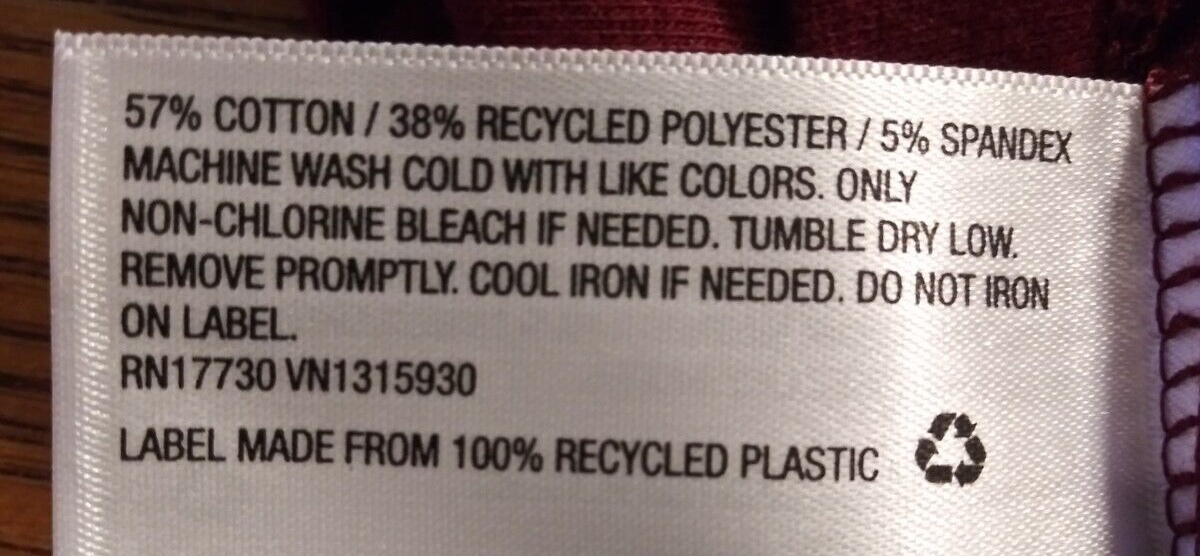 57% COTTON / 38% RECYCLED POLYESTER / 5% SPANDEX
MACHINE WASH COLD WITH LIKE COLORS. ONLY
NON-CHLORINE BLEACH IF NEEDED. TUMBLE DRY LOW.
REMOVE PROMPTLY. COOL IRON IF NEEDED. DO NOT IRON
ON LABEL.
RN17730 VN1315930
LABEL MADE FROM 100% RECYCLED PLASTIC